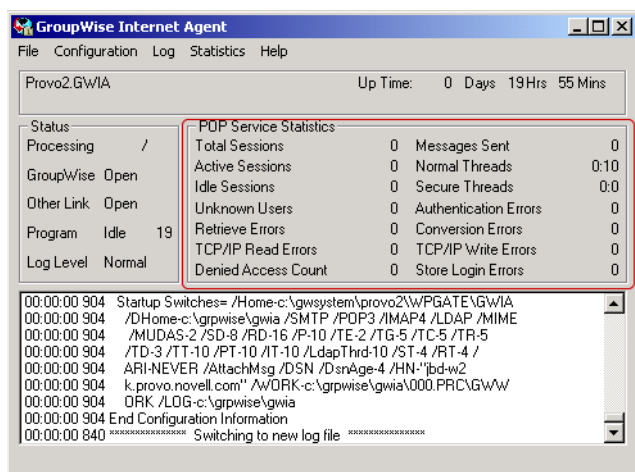 GroupWise Internet Agent
File Configuration Log Statistics Help
Provo2.GWIA Up Time: 0 Days 19 Hrs 55 Mins
Status
Processing /
GroupWise Open
Other Link Open
Program Idle 19
Log Level Normal
POP Service Statistics
Total Sessions 0 Messages Sent 0
Active Sessions 0 Normal Threads 0:10
Idle Sessions 0 Secure Threads 0:0
Unknown Users 0 Authentication Errors 0
Retrieve Errors 0 Conversion Errors 0
TCP/IP Read Errors 0 TCP/IP Write Errors 0
Denied Access Count 0 Store Login Errors 0
00:00:00 904 Startup Switches= /Home-c:\gwsystem\provo2\WPGATE\GWIA
00:00:00 904 /DHome-c:\grpwise\gwia /SMTP /POP3 /IMAP4 /LDAP /MIME
00:00:00 904 /MUDAS-2 /SD-8 /RD-16 /P-10 /TE-2 /TG-5 /TC-5 /TR-5
00:00:00 904 /TD-3 /TT-10 /PT-10 /IT-10 /LdapThrd-10 /ST-4 /RT-4 /
00:00:00 904 ARI-NEVER /AttachMsg /DSN /DsnAge-4 /HN-"jbd-w2
00:00:00 904 k.provo.novell.com" /WORK-c:\grpwise\gwia\000.PRC\GWW
00:00:00 904 ORK /LOG-c:\grpwise\gwia
00:00:00 904 End Configuration Information
00:00:00 840 *************** Switching to new log file ***************